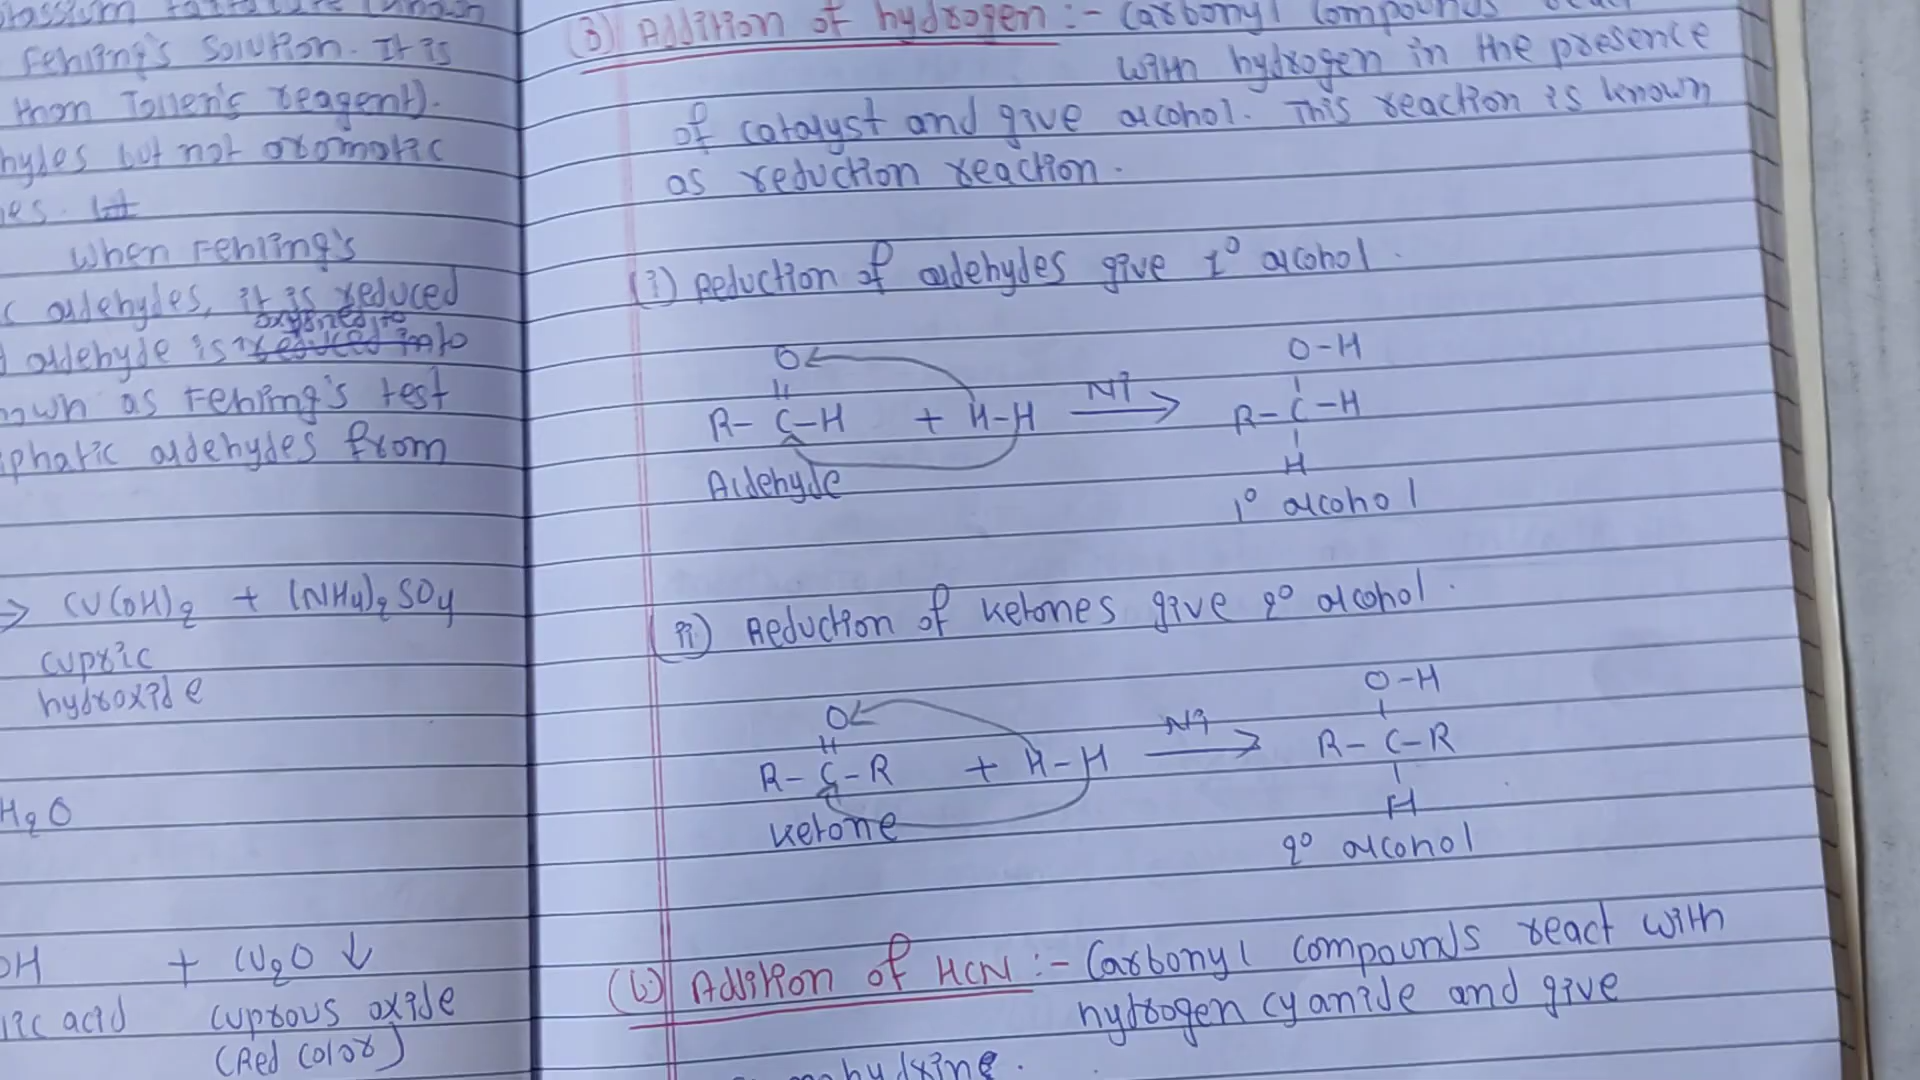 Fehling's solution. It is
than Tollen's reagent).
but not aromatic
When Fehling's
aldehydes, it is reduced
oxidised to
aldehyde is reduced into
as Fehling's test
aldehydes from
→ Cu(OH)2 + (NH4)2SO4
cupric
hydroxide
H2O
OH + Cu2O ↓
acid cuprous oxide
(Red color)
(3) Addition of hydrogen :- Carbonyl compounds react
with hydrogen in the presence
of catalyst and give alcohol. This reaction is known
as reduction reaction.
(i) Reduction of aldehydes give 1° alcohol.
O O-H
R-C-H + H-H Ni → R-C-H
H
Aldehyde 1° alcohol
(ii) Reduction of ketones give 2° alcohol.
O O-H
R-C-R + H-H Ni → R-C-R
H
Ketone 2° alcohol
(b) Addition of HCN :- Carbonyl compounds react with
hydrogen cyanide and give